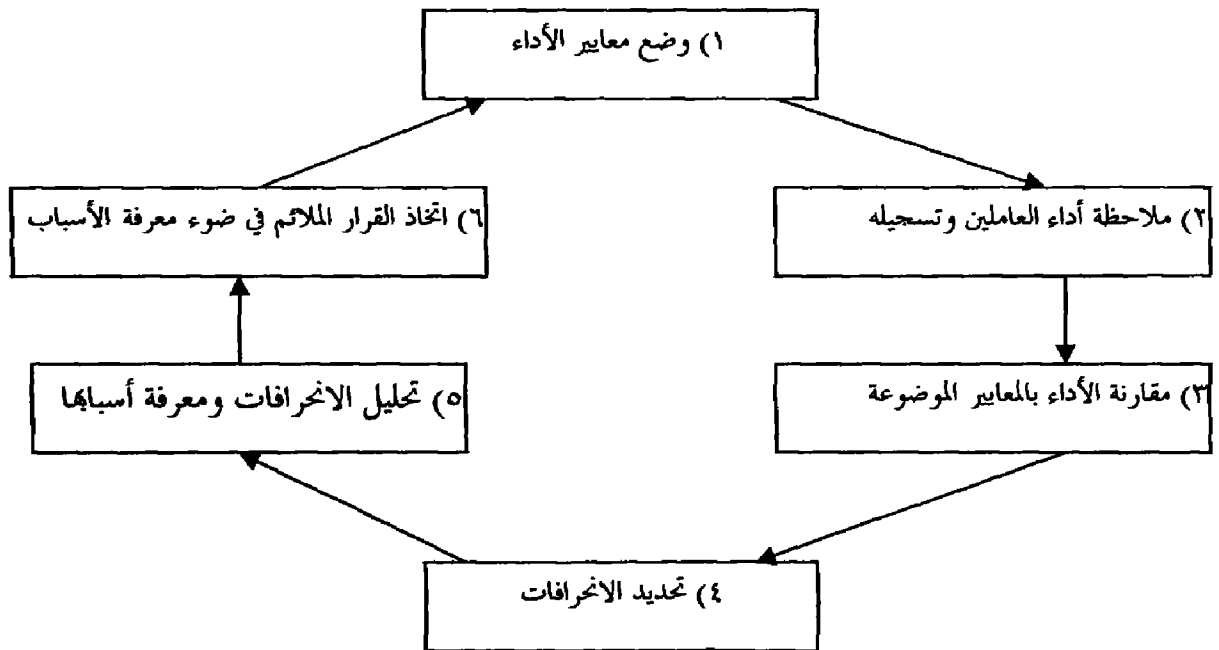 ١) وضع معايير الأداء
٢) ملاحظة أداء العاملين وتسجيله
٣) مقارنة الأداء بالمعايير الموضوعة
٤) تحديد الانحرافات
٥) تحليل الانحرافات ومعرفة أسبابها
٦) اتخاذ القرار الملائم في ضوء معرفة الأسباب